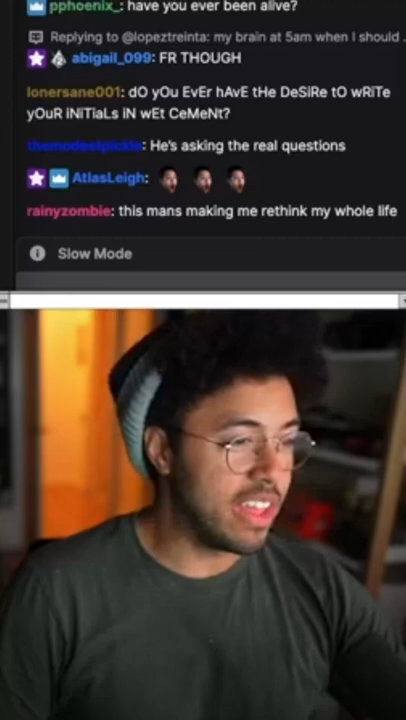 pphoenix_: have you ever been alive?
Replying to @lopeztreinta: my brain at 5am when I should .
abigail_099: FR THOUGH
lonersane001: dO yOu EvEr hAvE tHe DeSiRe tO wRiTe
yOuR iNiTiaLs iN wEt CeMeNt?
themodestpickle: He's asking the real questions
AtlasLeigh:
rainyzombie: this mans making me rethink my whole life
Slow Mode